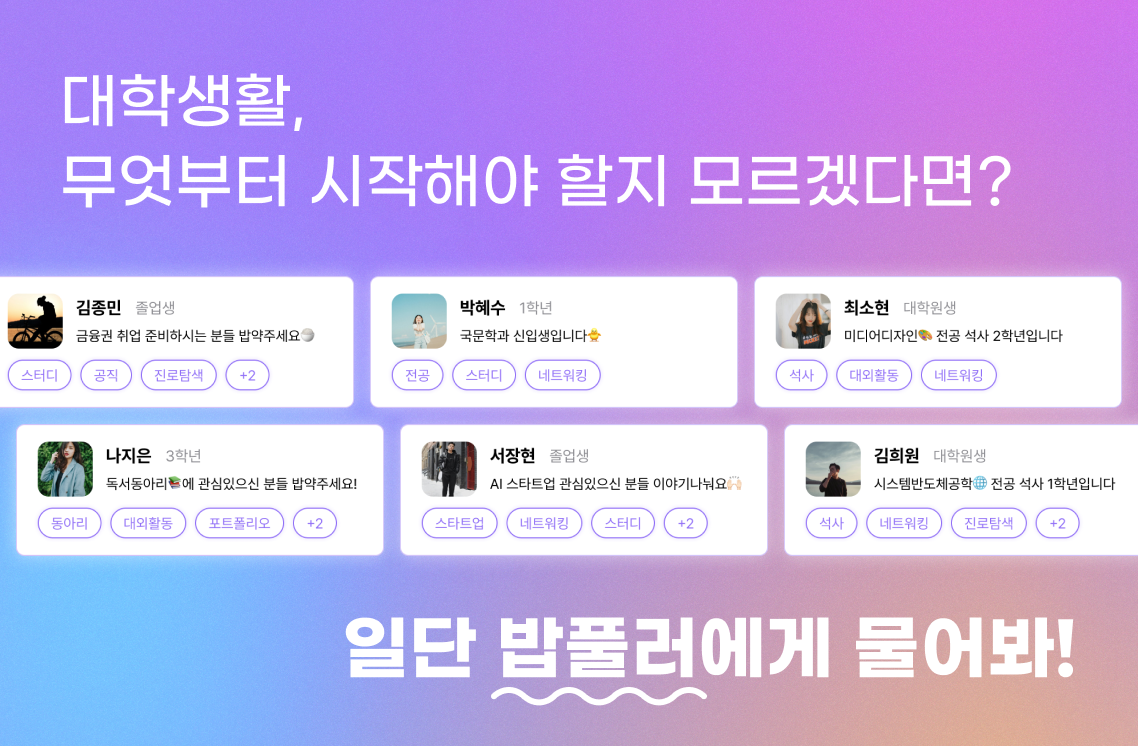 대학생활,
무엇부터 시작해야 할지 모르겠다면?
김종민 졸업생
금융권 취업 준비하시는 분들 밥약주세요🍚
스터디 공직 진로탐색 +2
박혜수 1학년
국문학과 신입생입니다🐥
전공 스터디 네트워킹
최소현 대학원생
미디어디자인🎨 전공 석사 2학년입니다
석사 대외활동 네트워킹
나지은 3학년
독서동아리📚에 관심있으신 분들 밥약주세요!
동아리 대외활동 포트폴리오 +2
서장현 졸업생
AI 스타트업 관심있으신 분들 이야기나눠요🙌🏻
스타트업 네트워킹 스터디 +2
김희원 대학원생
시스템반도체공학🌐 전공 석사 1학년입니다
석사 네트워킹 진로탐색 +2
일단 밥풀러에게 물어봐!